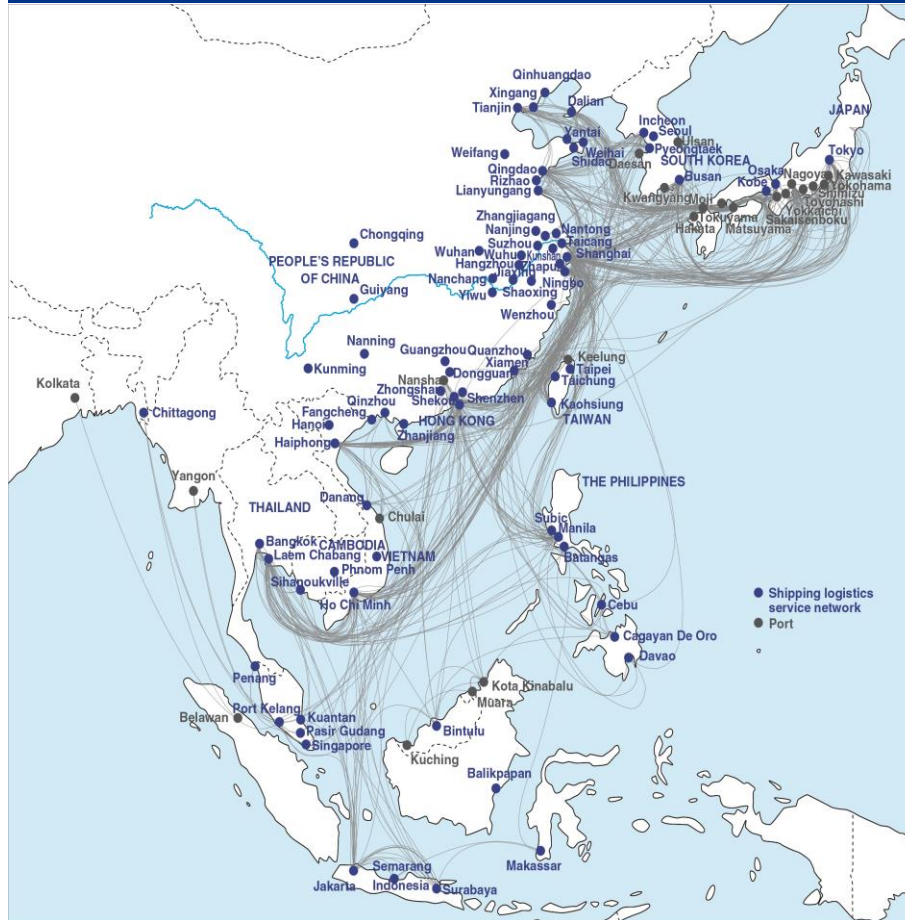 Qinhuangdao
Xingang
Tianjin
Dalian
JAPAN
Incheon
Seoul
Ulsan
Yantai
Weihai
Shidao
Daesan
Pyeongtaek
SOUTH KOREA
Tokyo
Weifang
Qingdao
Rizhao
Lianyungang
Busan
Osaka
Kobe
Nagoya
Kawasaki
Yokohama
Shimizu
Toyohashi
Yokkaichi
Sakaisenboku
Kwangyang
Moji
Tokuyama
Hakata
Matsuyama
Zhangjiagang
Nanjing
Nantong
Suzhou
Taicang
Chongqing
Wuhan
Wuhu
Kunshan
Shanghai
PEOPLE'S REPUBLIC
OF CHINA
Hangzhou
Zhapu
Jiaxing
Nanchang
Ningbo
Guiyang
Yiwu
Shaoxing
Wenzhou
Nanning
Guangzhou
Quanzhou
Keelung
Kunming
Xiamen
Taipei
Nansha
Dongguan
Taichung
Kolkata
Zhongshan
Shenzhen
Qinzhou
Shekou
Chittagong
Fangcheng
HONG KONG
Kaohsiung
TAIWAN
Hanoi
Zhanjiang
Haiphong
Yangon
THE PHILIPPINES
Danang
THAILAND
Chulai
Subic
Manila
Bangkok
CAMBODIA
Laem Chabang
VIETNAM
Batangas
Phnom Penh
Sihanoukville
Ho Chi Minh
Shipping logistics
service network
Port
Cebu
Cagayan De Oro
Davao
Penang
Kota Kinabalu
Muara
Port Kelang
Belawan
Kuantan
Pasir Gudang
Singapore
Bintulu
Kuching
Balikpapan
Makassar
Semarang
Jakarta
Indonesia
Surabaya